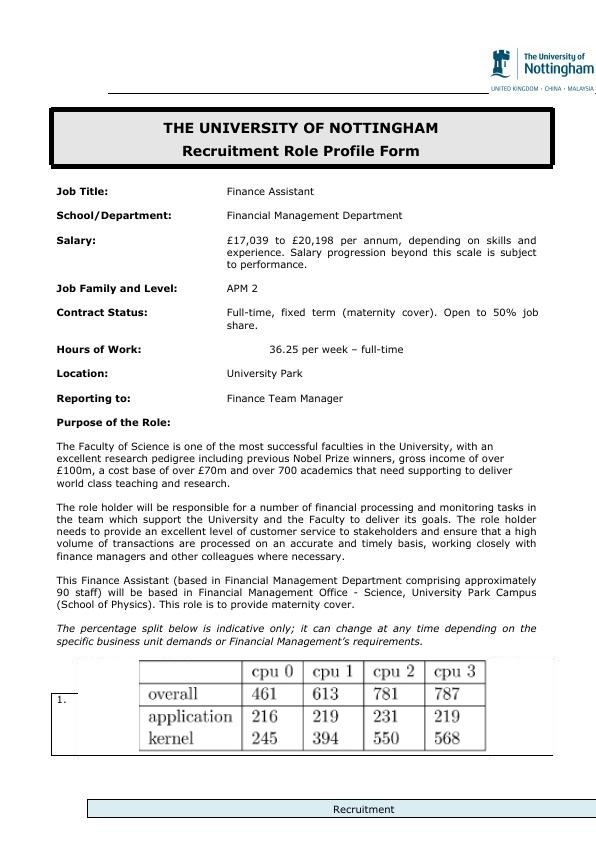 The University of
Nottingham
UNITED KINGDOM · CHINA · MALAYSIA
THE UNIVERSITY OF NOTTINGHAM
Recruitment Role Profile Form
Job Title: Finance Assistant
School/Department: Financial Management Department
Salary: £17,039 to £20,198 per annum, depending on skills and
experience. Salary progression beyond this scale is subject
to performance.
Job Family and Level: APM 2
Contract Status: Full-time, fixed term (maternity cover). Open to 50% job
share.
Hours of Work: 36.25 per week – full-time
Location: University Park
Reporting to: Finance Team Manager
Purpose of the Role:
The Faculty of Science is one of the most successful faculties in the University, with an
excellent research pedigree including previous Nobel Prize winners, gross income of over
£100m, a cost base of over £70m and over 700 academics that need supporting to deliver
world class teaching and research.
The role holder will be responsible for a number of financial processing and monitoring tasks in
the team which support the University and the Faculty to deliver its goals. The role holder
needs to provide an excellent level of customer service to stakeholders and ensure that a high
volume of transactions are processed on an accurate and timely basis, working closely with
finance managers and other colleagues where necessary.
This Finance Assistant (based in Financial Management Department comprising approximately
90 staff) will be based in Financial Management Office - Science, University Park Campus
(School of Physics). This role is to provide maternity cover.
The percentage split below is indicative only; it can change at any time depending on the
specific business unit demands or Financial Management's requirements.
1.
cpu 0 cpu 1 cpu 2 cpu 3
overall 461 613 781 787
application 216 219 231 219
kernel 245 394 550 568
Recruitment